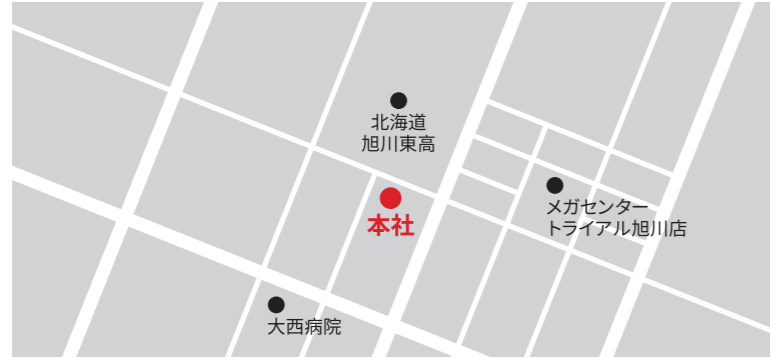 北海道
旭川東高
本社
メガセンター
トライアル旭川店
大西病院